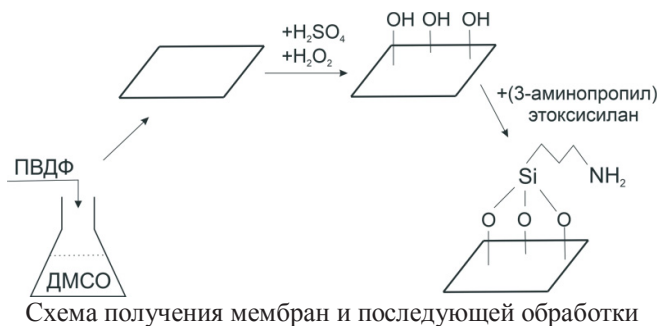 +H₂SO₄
+H₂O₂
OH OH OH
+(3-аминопропил)
этоксисилан
ПВДФ
ДМСО
Si
NH₂
O O O
Схема получения мембран и последующей обработки